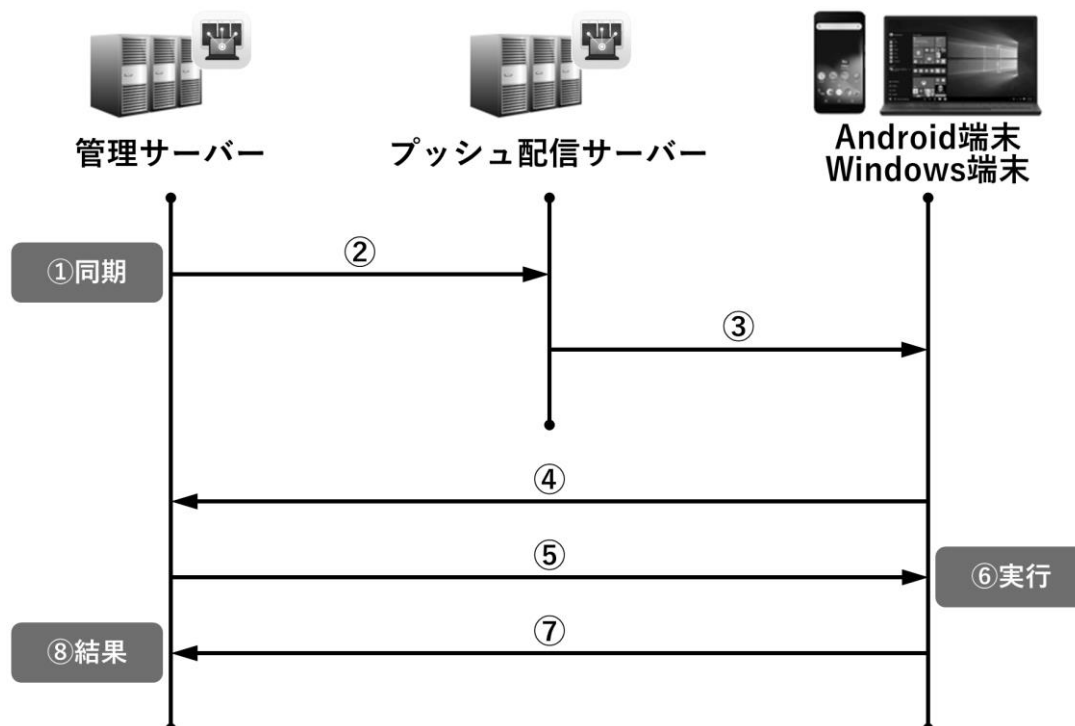 管理サーバー
プッシュ配信サーバー
Android端末
Windows端末
①同期
②
③
④
⑤
⑥実行
⑦
⑧結果